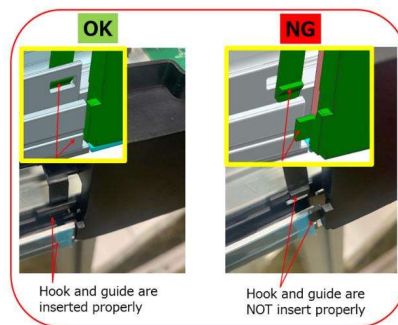 OK
NG
Hook and guide are
inserted properly
Hook and guide are
NOT insert properly